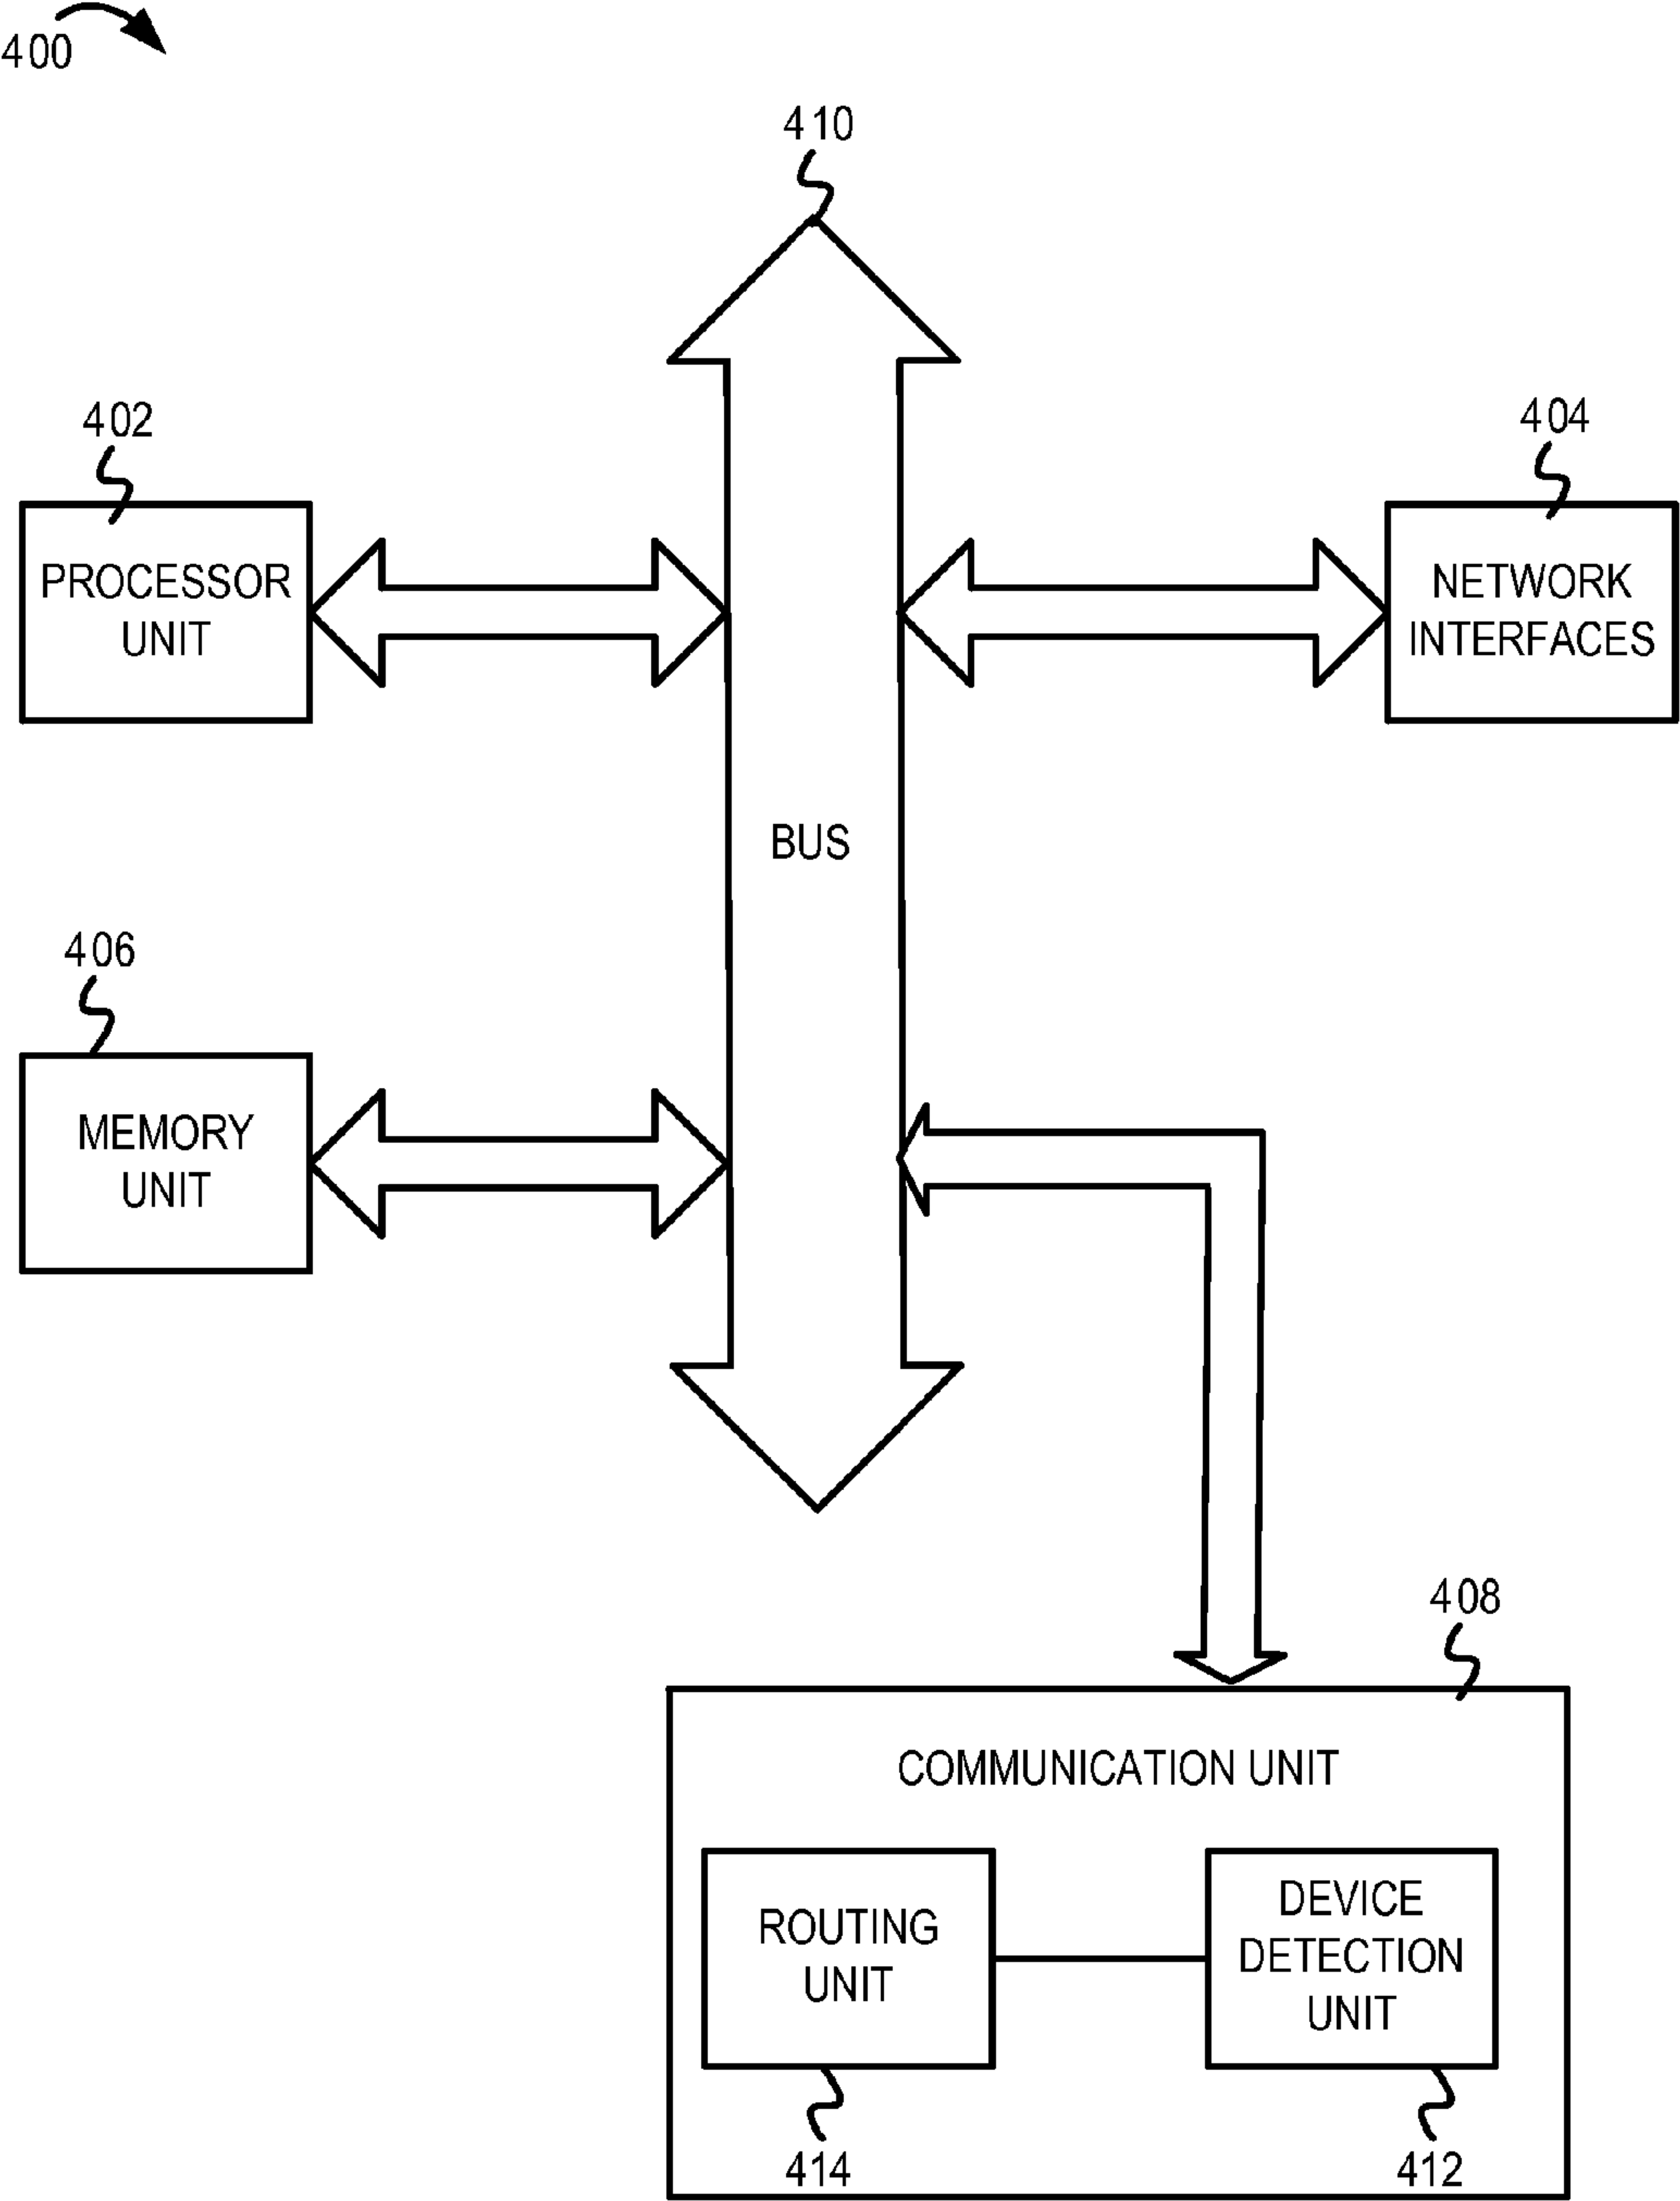 400
410
402
404
PROCESSOR
UNIT
NETWORK
INTERFACES
BUS
406
MEMORY
UNIT
408
COMMUNICATION UNIT
ROUTING
UNIT
DEVICE
DETECTION
UNIT
414
412